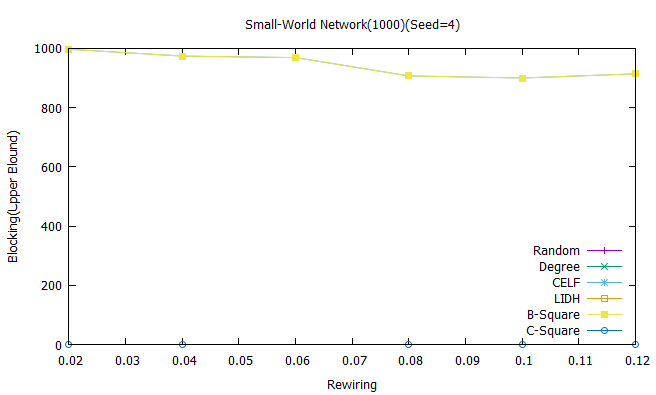 Small-World Network(1000)(Seed=4)
1000
800
600
400
200
0
Blocking(Lpper Blound)
Random
Degree
CELF
LIDH
B-Square
C-Square
0.02 0.03 0.04 0.05 0.06 0.07 0.08 0.09 0.1 0.11 0.12
Rewiring